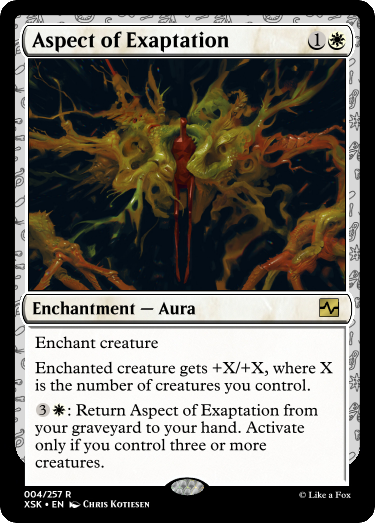 Aspect of Exaptation 1
Enchantment — Aura
Enchant creature
Enchanted creature gets +X/+X, where X
is the number of creatures you control.
3 : Return Aspect of Exaptation from
your graveyard to your hand. Activate
only if you control three or more
creatures.
004/257 R
XSK • EN Chris Kotiesen
© Like a Fox